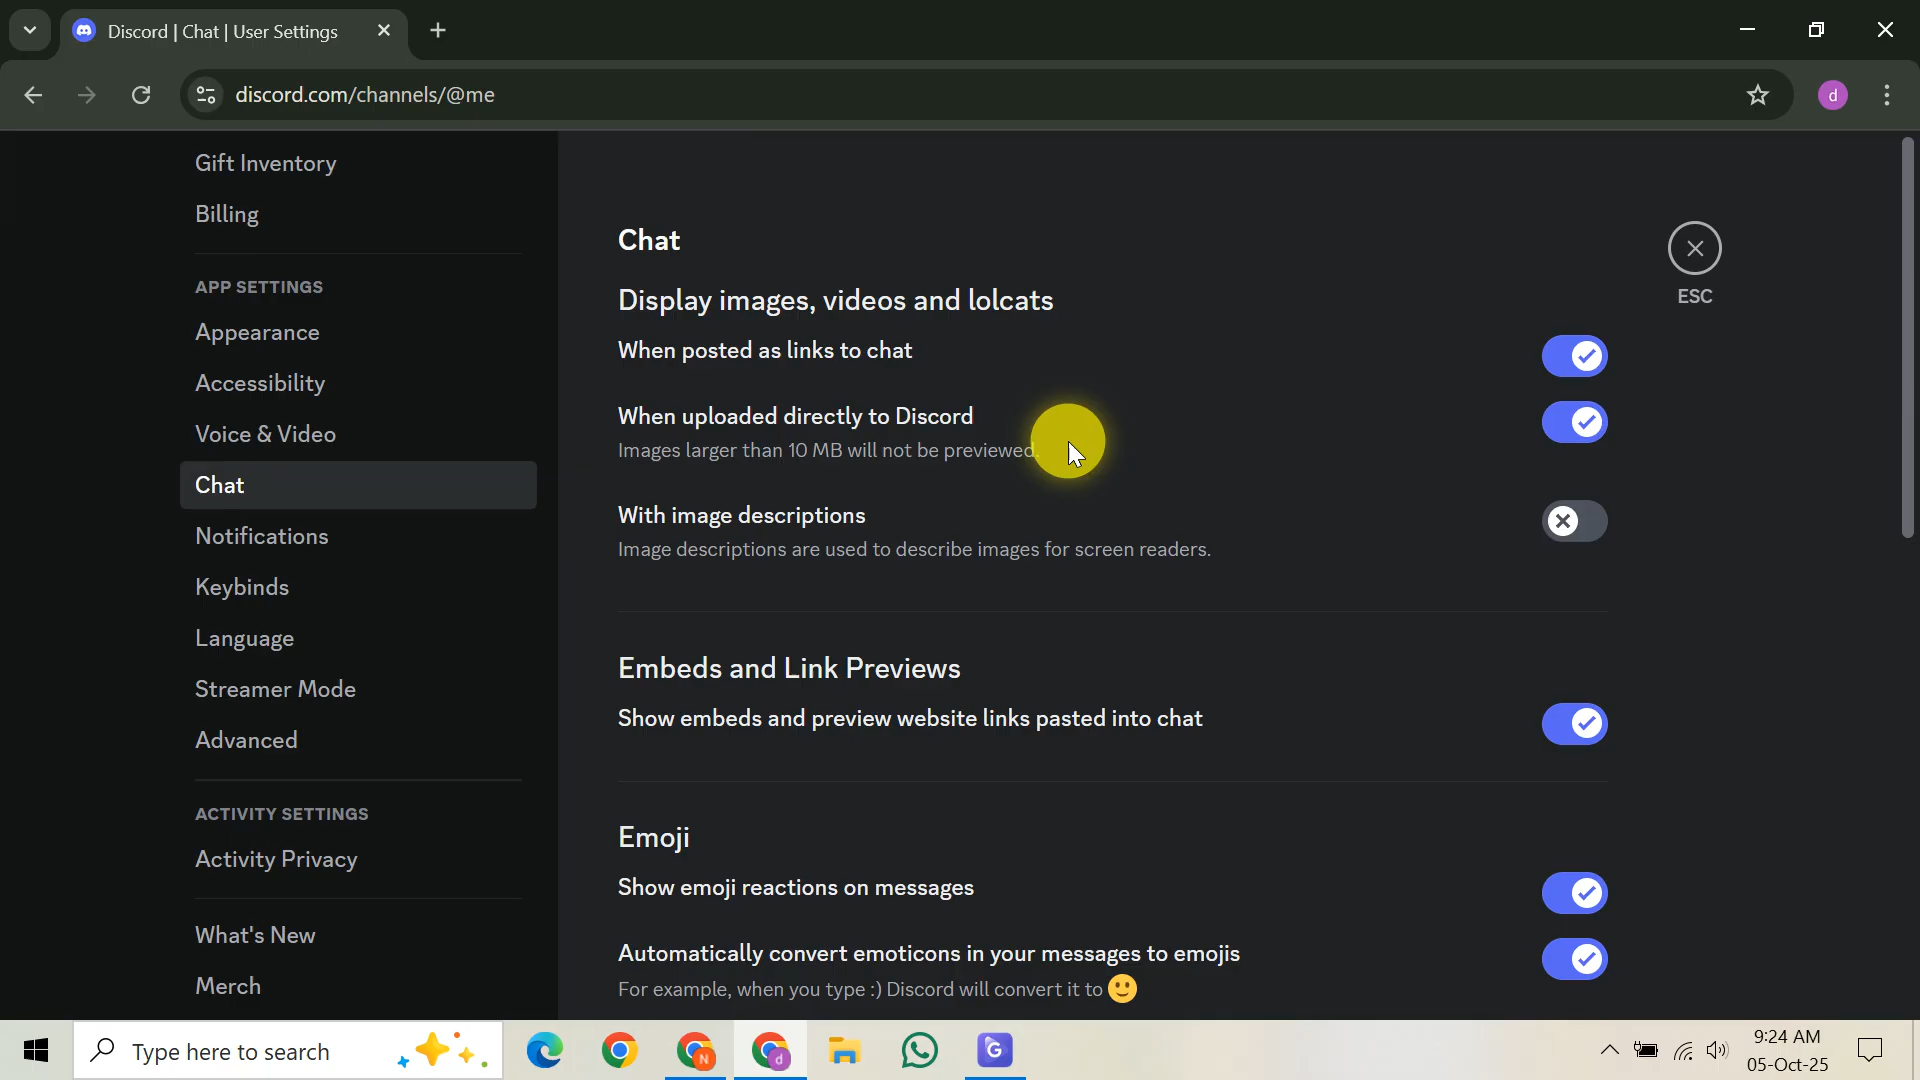 Discord | Chat | User Settings
discord.com/channels/@me
d
Gift Inventory
Billing
APP SETTINGS
Appearance
Accessibility
Voice & Video
Chat
Notifications
Keybinds
Language
Streamer Mode
Advanced
ACTIVITY SETTINGS
Activity Privacy
What's New
Merch
Chat
ESC
Display images, videos and lolcats
When posted as links to chat
When uploaded directly to Discord
Images larger than 10 MB will not be previewed.
With image descriptions
Image descriptions are used to describe images for screen readers.
Embeds and Link Previews
Show embeds and preview website links pasted into chat
Emoji
Show emoji reactions on messages
Automatically convert emoticons in your messages to emojis
For example, when you type :) Discord will convert it to 🙂
Type here to search
N
d
G
9:24 AM
05-Oct-25